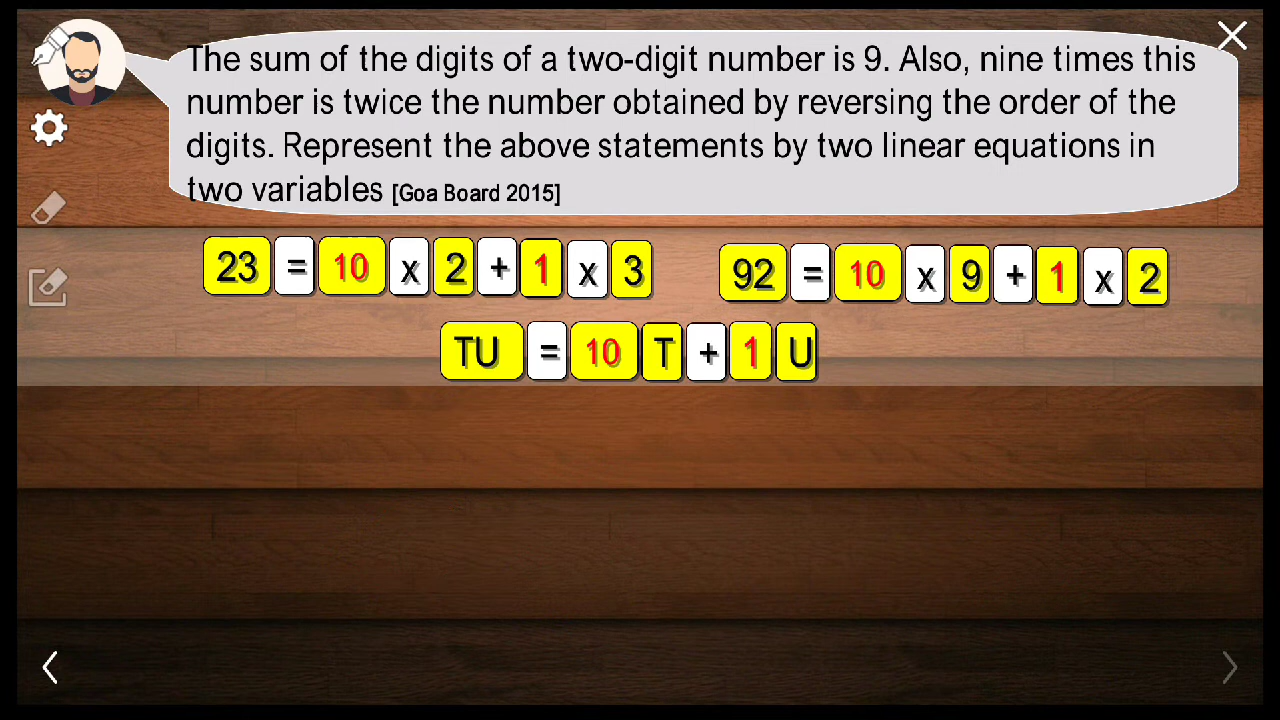 The sum of the digits of a two-digit number is 9. Also, nine times this
number is twice the number obtained by reversing the order of the
digits. Represent the above statements by two linear equations in
two variables [Goa Board 2015]
23 = 10 x 2 + 1 x 3
92 = 10 x 9 + 1 x 2
TU = 10 T + 1 U